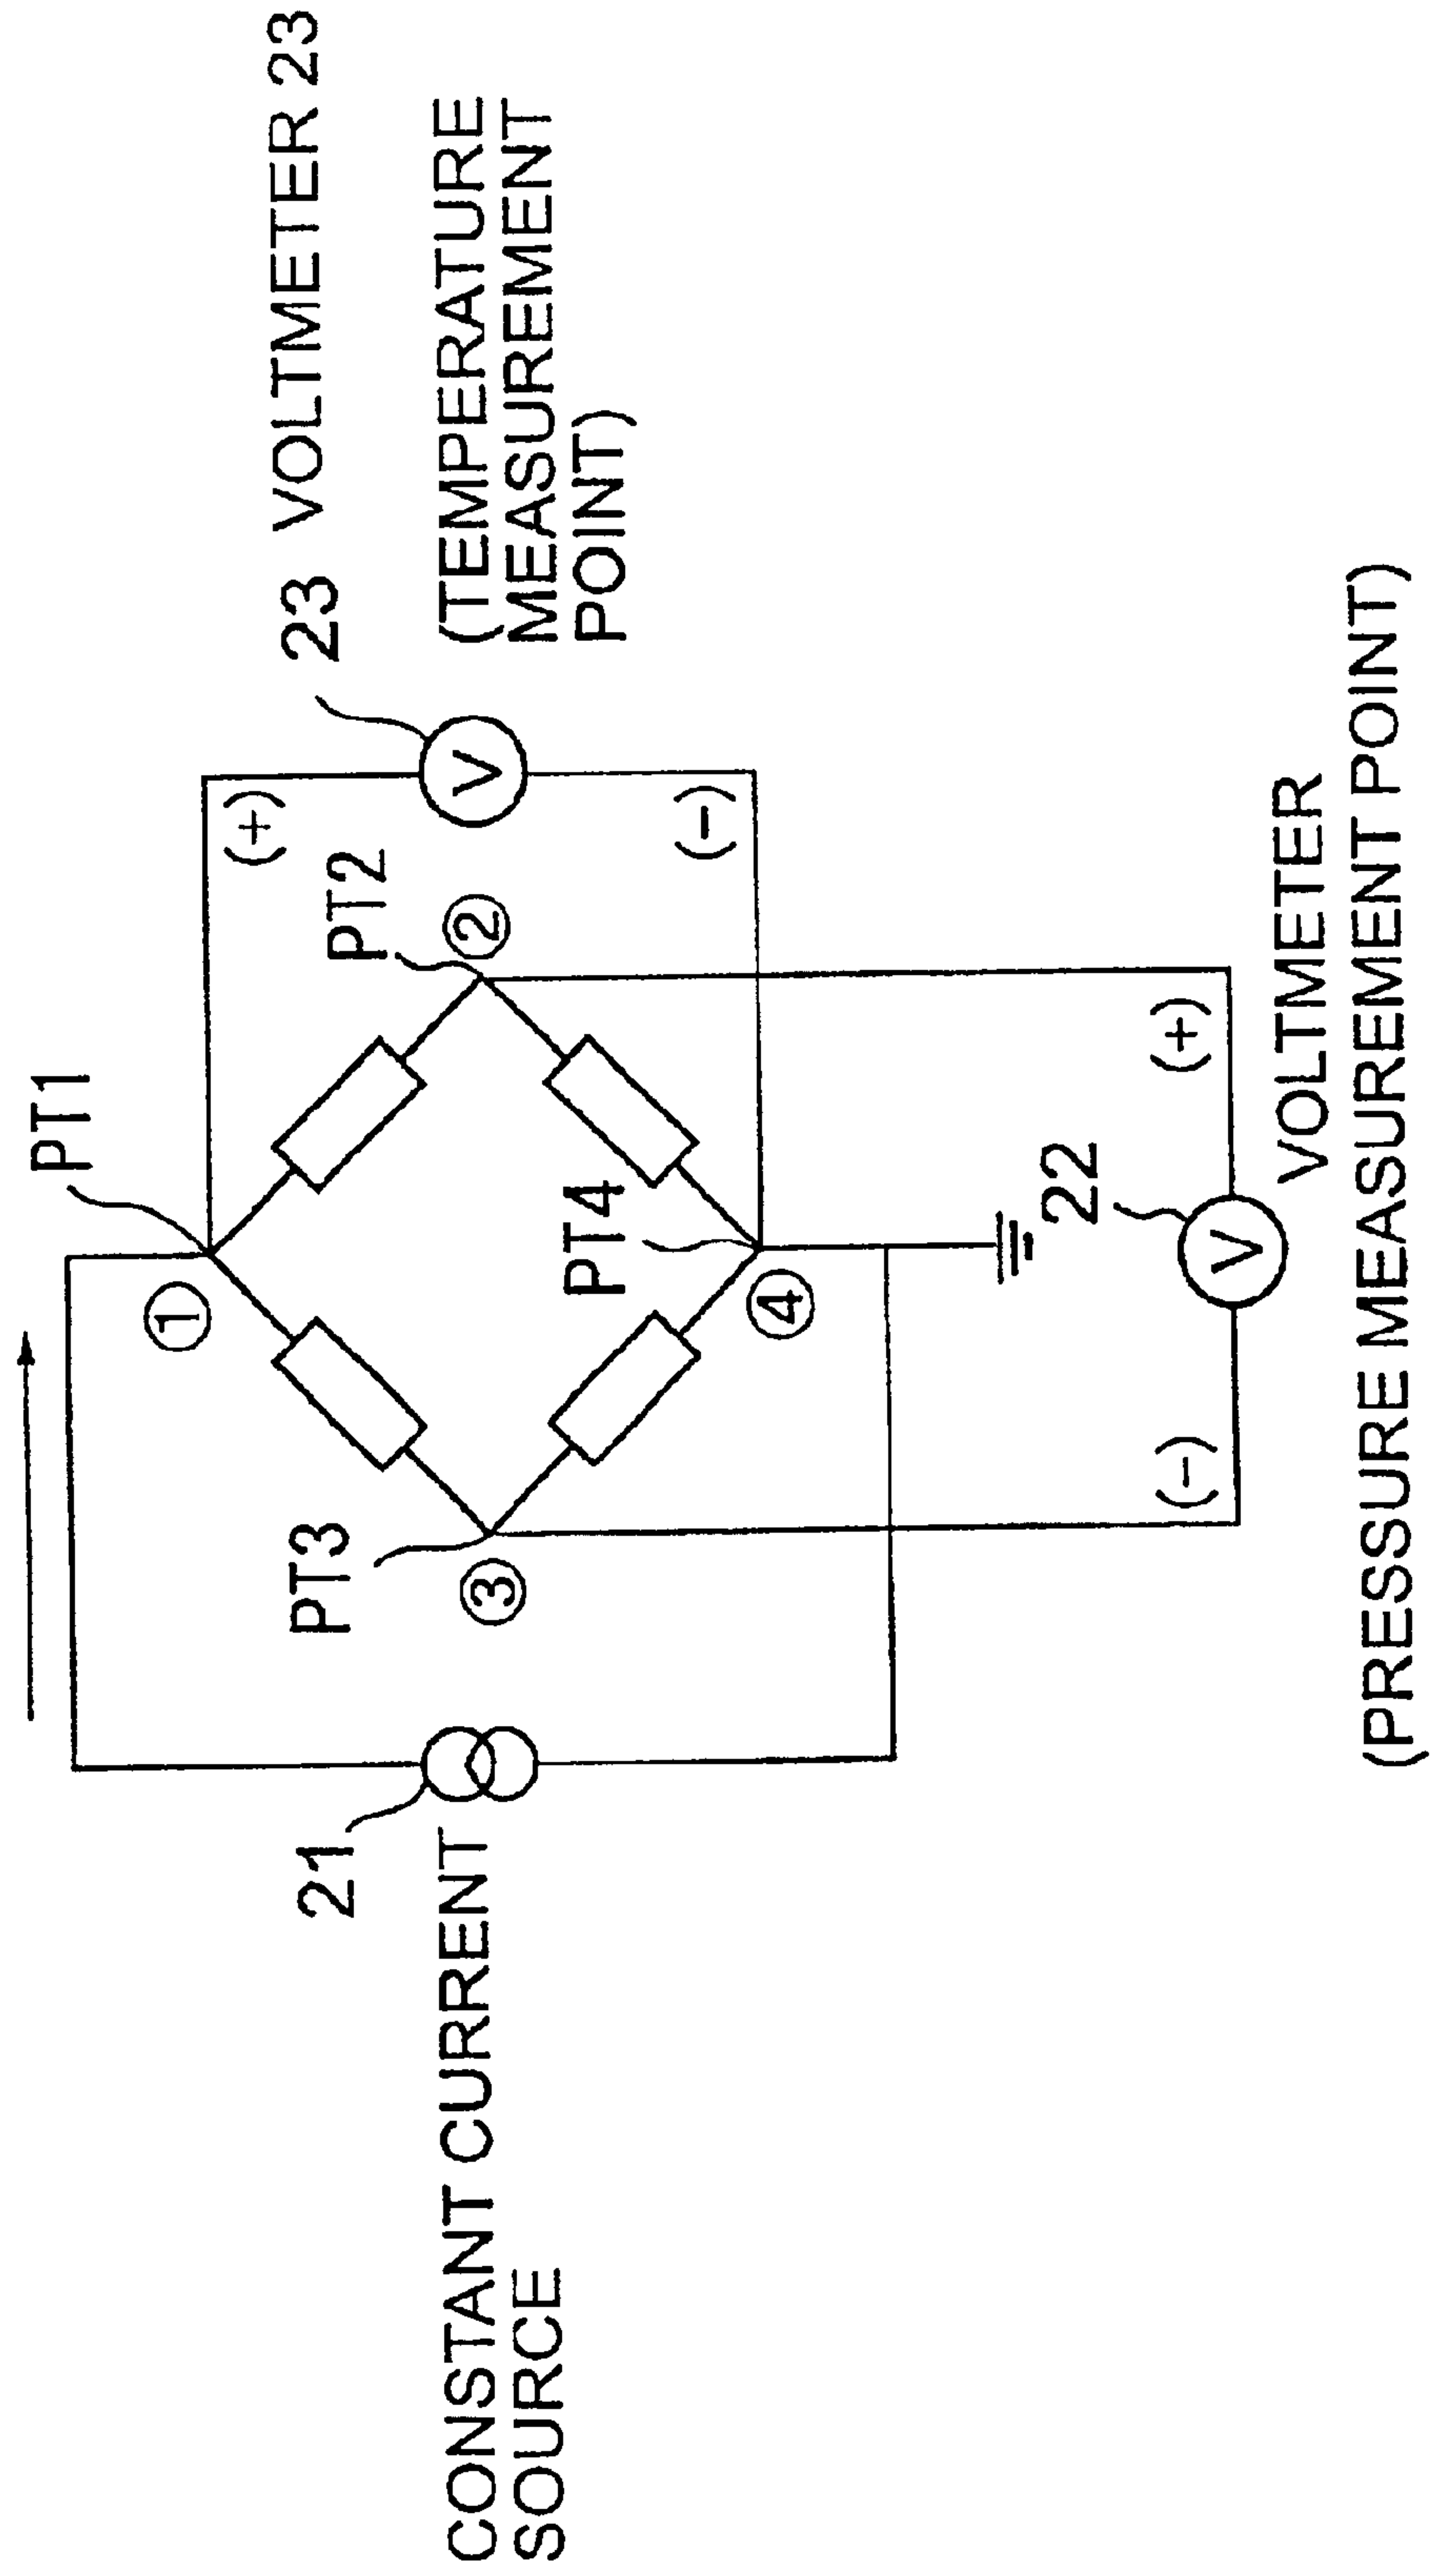 PT1
①
(+)
23
VOLTMETER 23
PT2
②
V
(TEMPERATURE
MEASUREMENT
POINT)
PT3
③
PT4
④
(-)
21
CONSTANT CURRENT
SOURCE
22
(-)
V
(+)
VOLTMETER
(PRESSURE MEASUREMENT POINT)